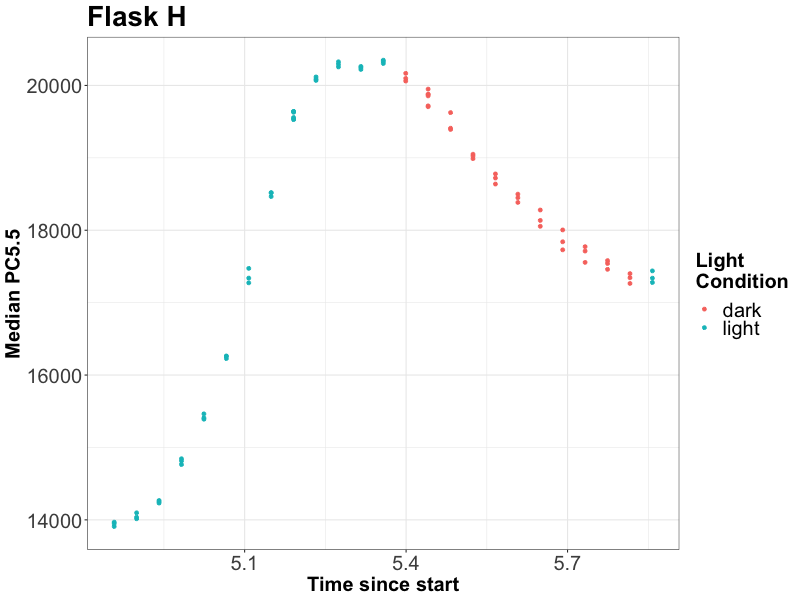 Flask H
Median PC5.5
20000
18000
16000
14000
5.1
5.4
5.7
Time since start
Light
Condition
dark
light